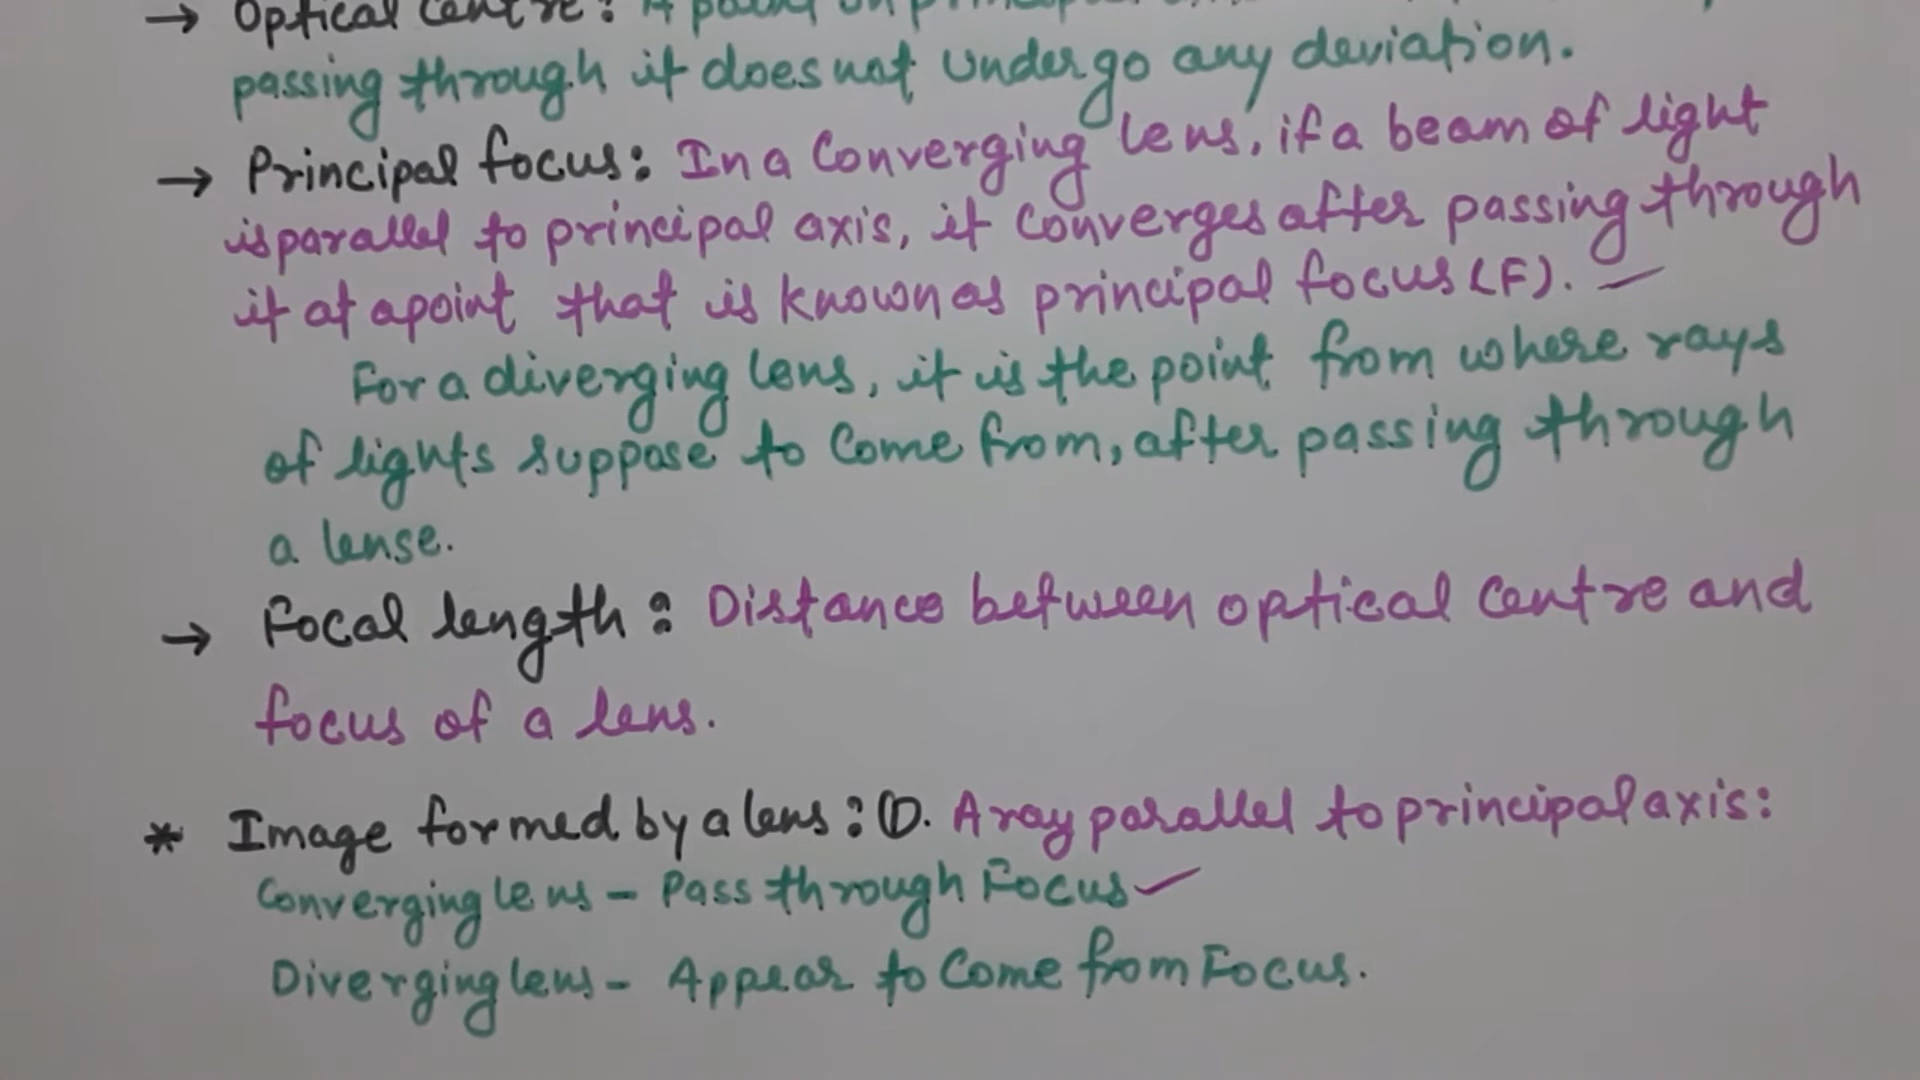 → Optical Centre: A point on principal
passing through it does not undergo any deviation.
→ Principal focus: In a Converging lens, if a beam of light
is parallel to principal axis, it Converges after passing through
it at a point that is known as principal focus (F).
For a diverging lens, it is the point from where rays
of lights suppose to Come from, after passing through
a lense.
→ Focal length: Distance between optical Centre and
focus of a lens.
* Image formed by a lens: ①. A ray parallel to principal axis:
Converging lens - Pass through Focus
Diverging lens - Appear to Come from Focus.